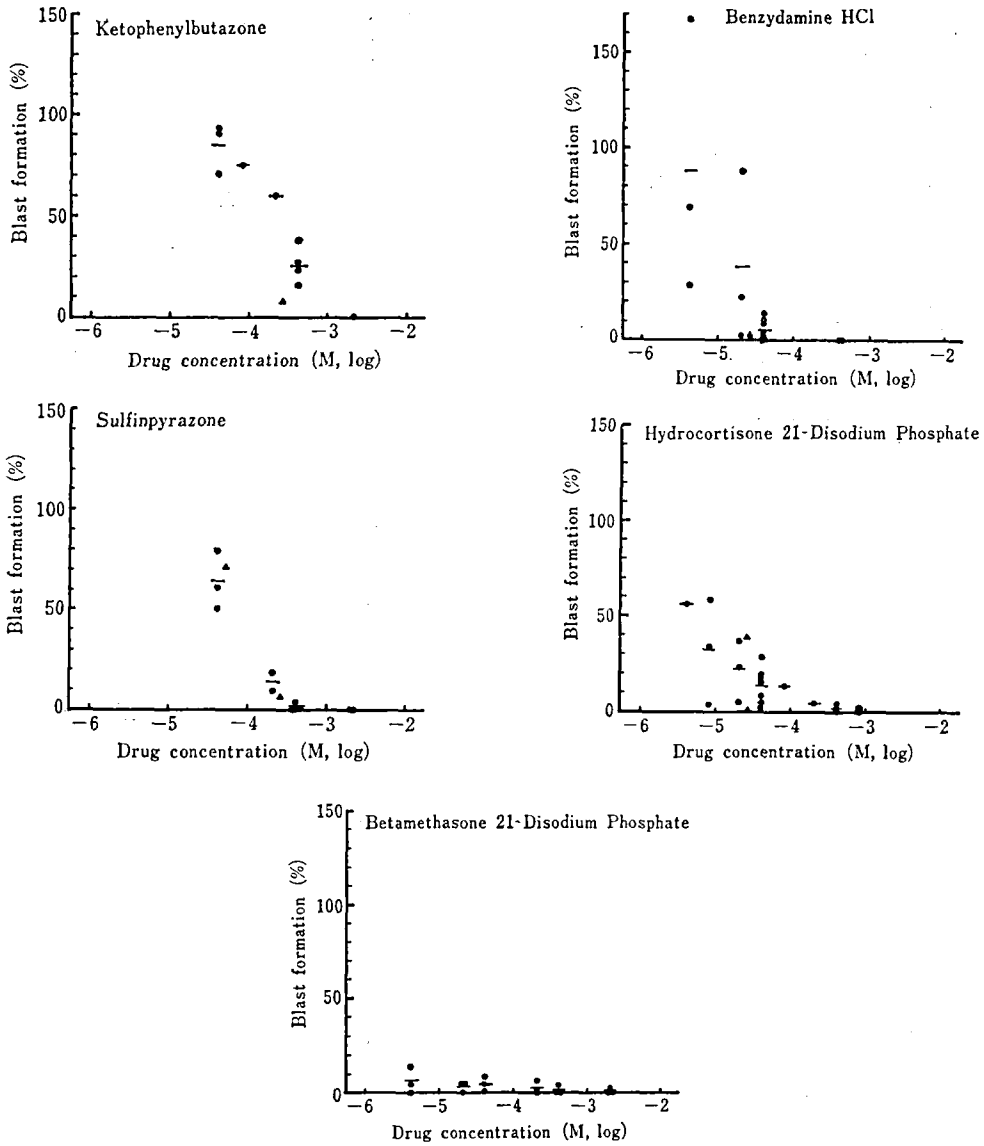 Ketophenylbutazone
150
100
50
0
Blast formation (%)
−6 −5 −4 −3 −2
Drug concentration (M, log)
Benzydamine HCl
150
100
50
0
Blast formation (%)
−6 −5. −4 −3 −2
Drug concentration (M, log)
Sulfinpyrazone
150
100
50
0
Blast formation (%)
−6 −5 −4 −3 −2
Drug concentration (M, log)
Hydrocortisone 21-Disodium Phosphate
150
100
50
0
Blast formation (%)
−6 −5 −4 −3 −2
Drug concentration (M, log)
Betamethasone 21-Disodium Phosphate
150
100
50
0
Blast formation (%)
−6 −5 −4 −3 −2
Drug concentration (M, log)